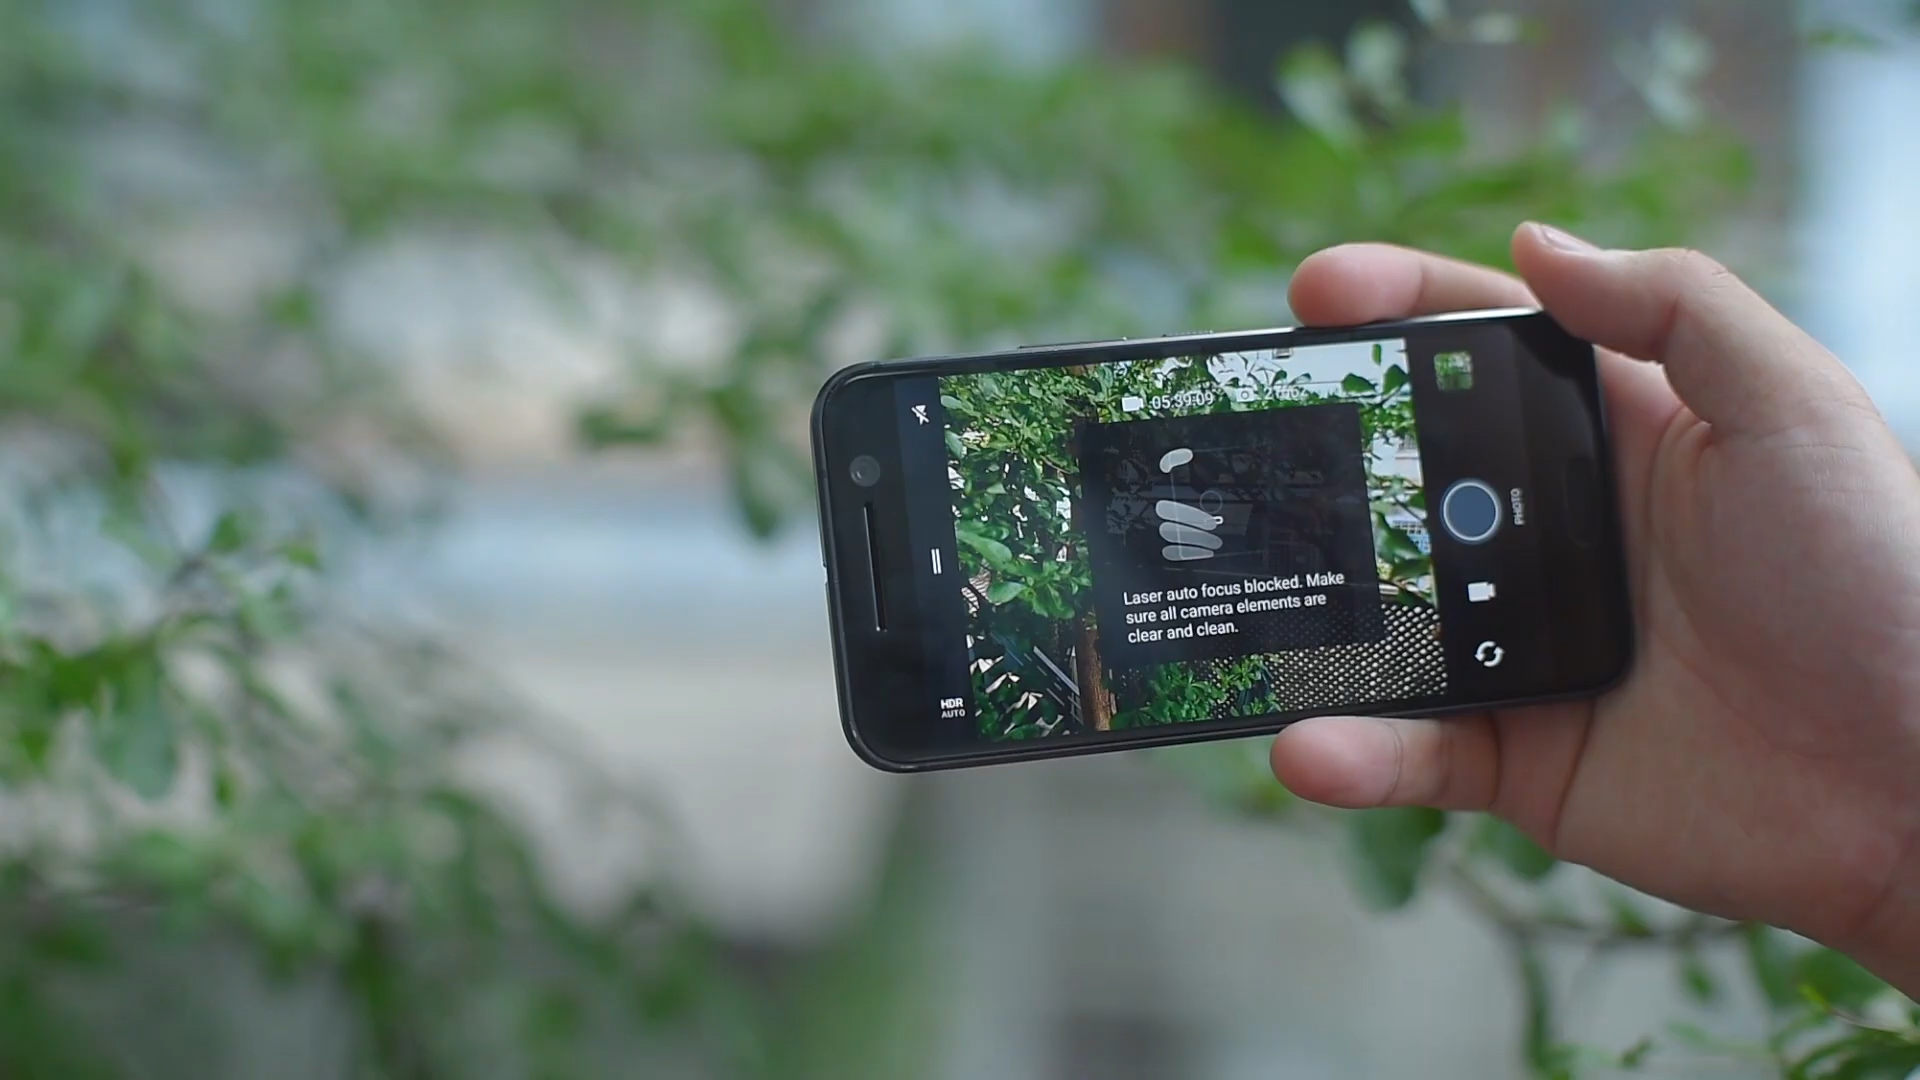 05:39:09
Laser auto focus blocked. Make
sure all camera elements are
clear and clean.
PHOTO
HDR
AUTO